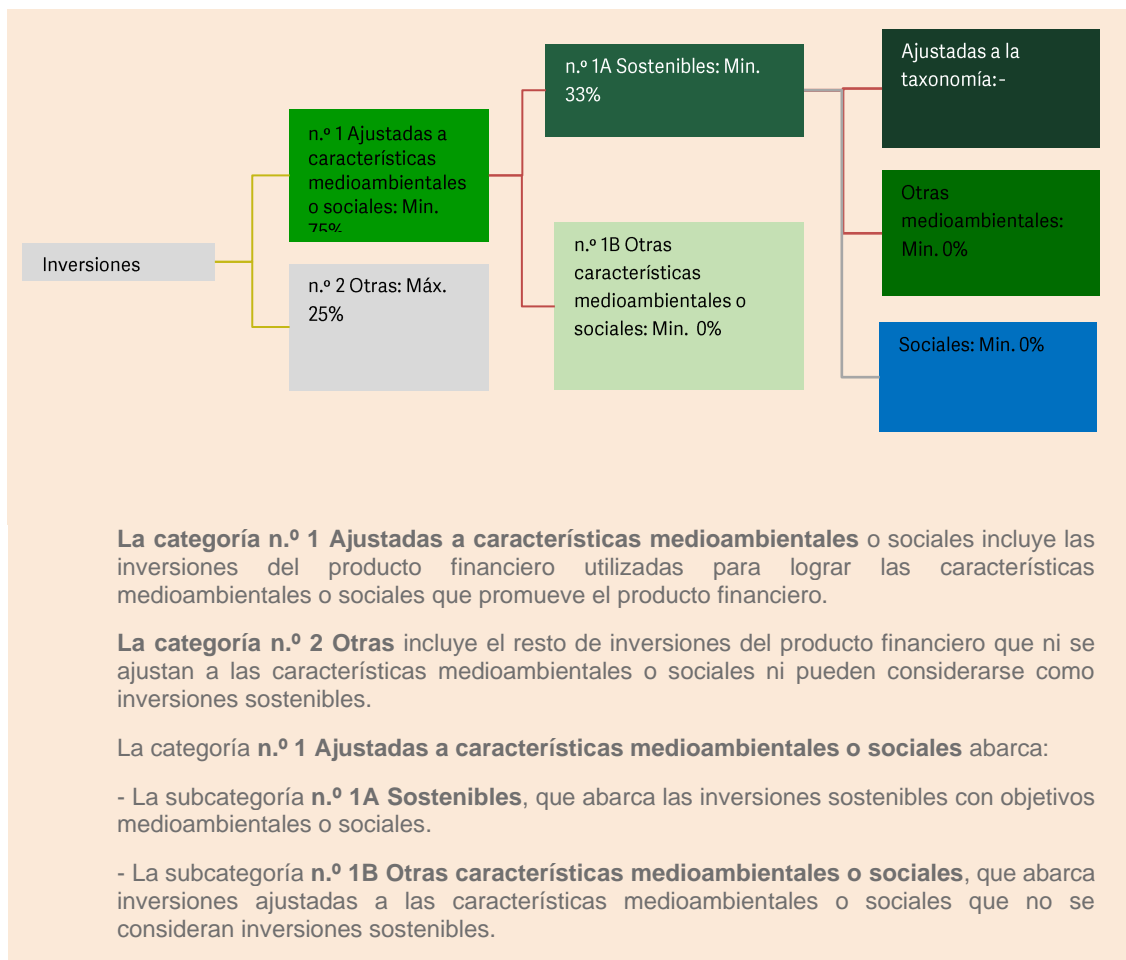 Inversiones
n.º 1 Ajustadas a
características
medioambientales
o sociales: Min.
75%
n.º 2 Otras: Máx.
25%
n.º 1A Sostenibles: Min.
33%
n.º 1B Otras
características
medioambientales o
sociales: Min. 0%
Ajustadas a la
taxonomía:-
Otras
medioambientales:
Min. 0%
Sociales: Min. 0%
La categoría n.º 1 Ajustadas a características medioambientales o sociales incluye las
inversiones del producto financiero utilizadas para lograr las características
medioambientales o sociales que promueve el producto financiero.
La categoría n.º 2 Otras incluye el resto de inversiones del producto financiero que ni se
ajustan a las características medioambientales o sociales ni pueden considerarse como
inversiones sostenibles.
La categoría n.º 1 Ajustadas a características medioambientales o sociales abarca:
- La subcategoría n.º 1A Sostenibles, que abarca las inversiones sostenibles con objetivos
medioambientales o sociales.
- La subcategoría n.º 1B Otras características medioambientales o sociales, que abarca
inversiones ajustadas a las características medioambientales o sociales que no se
consideran inversiones sostenibles.